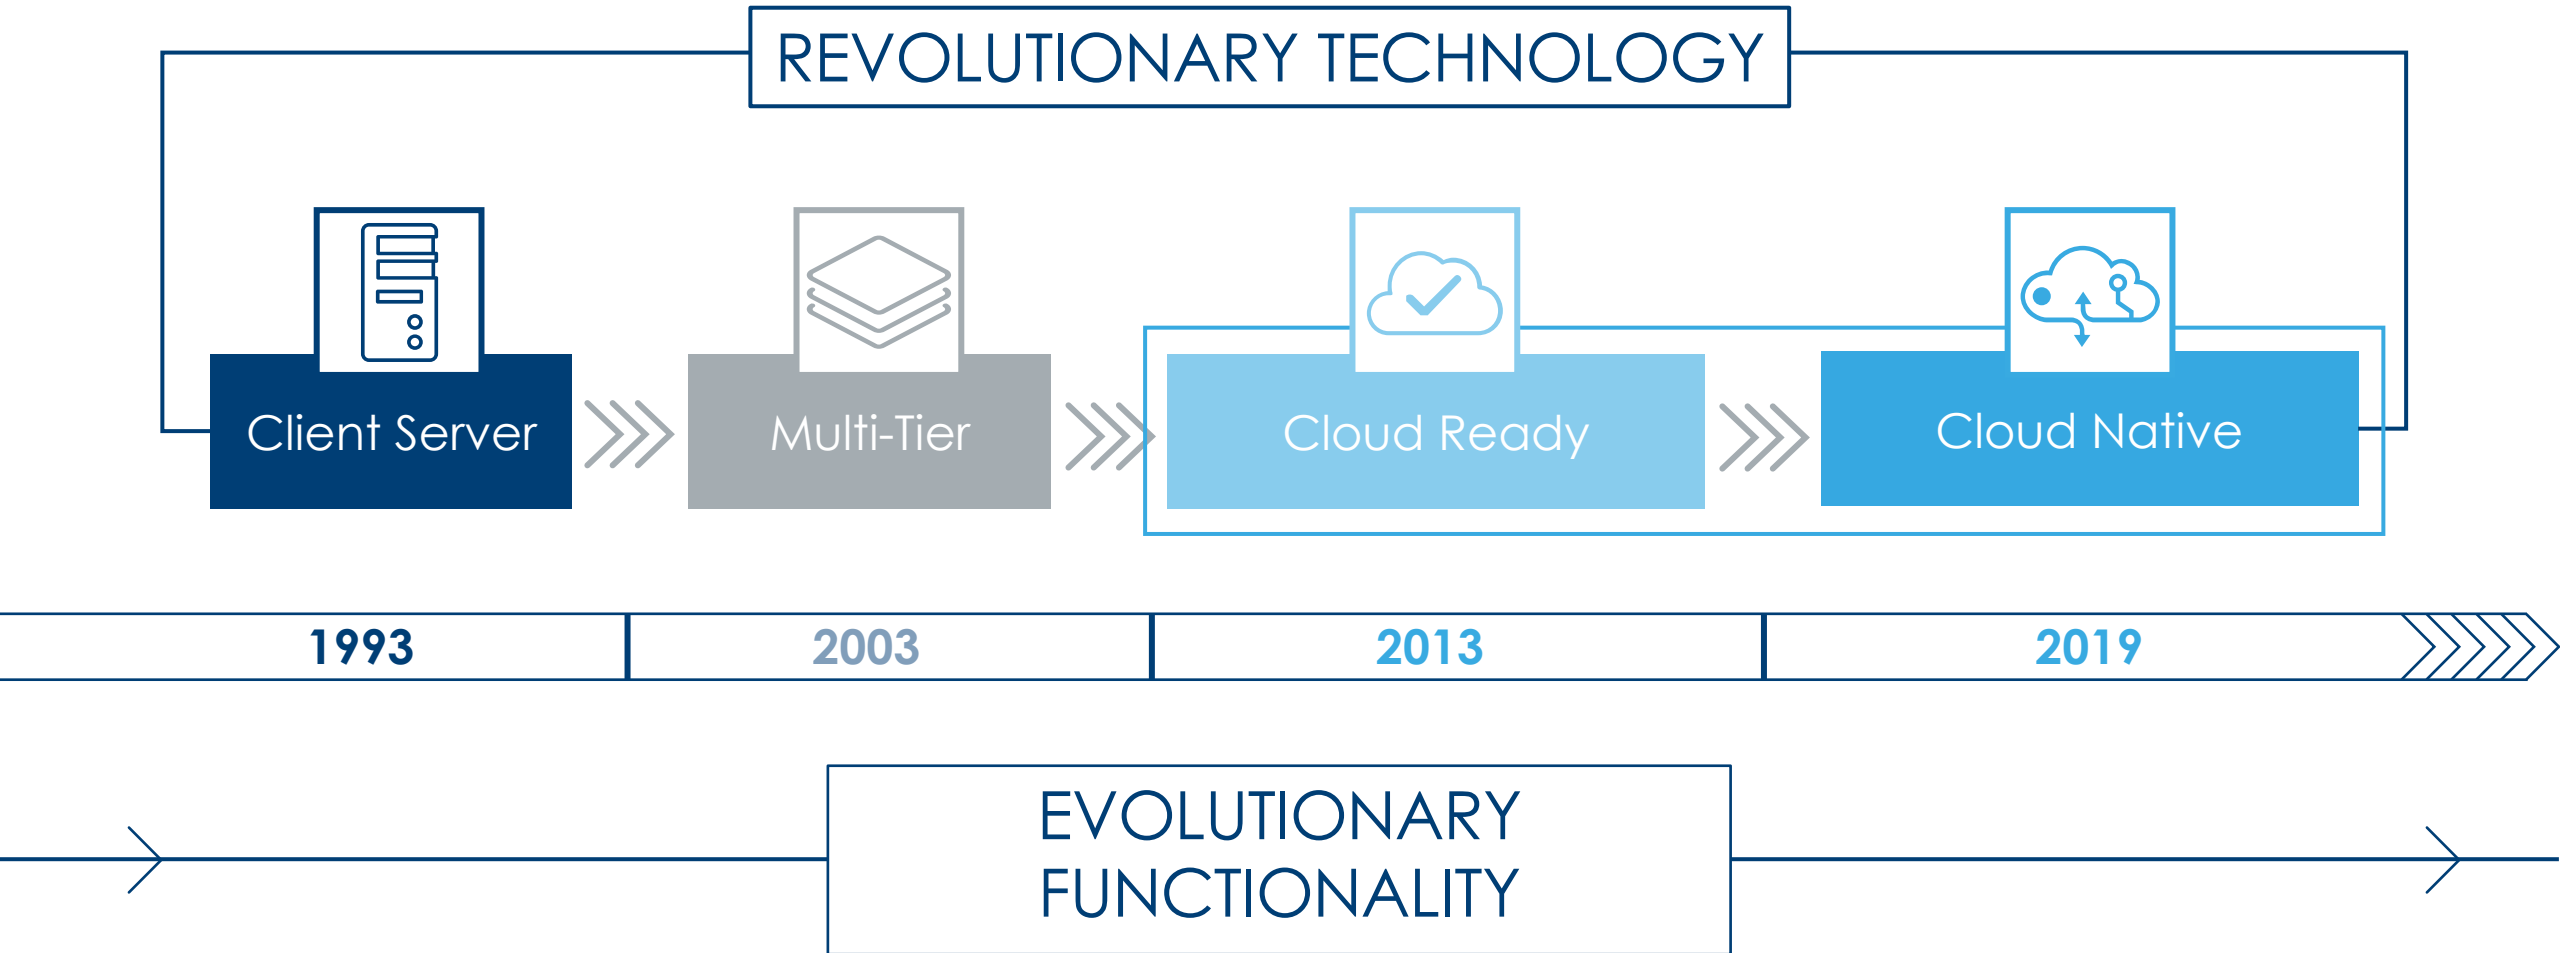 REVOLUTIONARY TECHNOLOGY
Client Server
Multi-Tier
Cloud Ready
Cloud Native
1993
2003
2013
2019
EVOLUTIONARY
FUNCTIONALITY